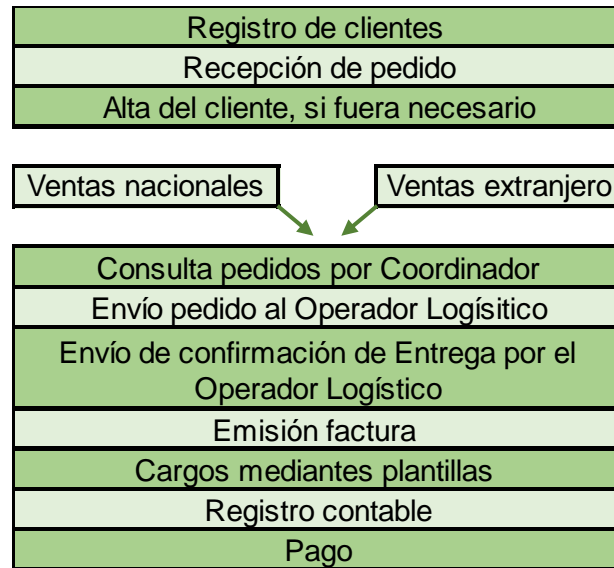 Registro de clientes
Recepción de pedido
Alta del cliente, si fuera necesario
Ventas nacionales
Ventas extranjero
Consulta pedidos por Coordinador
Envío pedido al Operador Logísitico
Envío de confirmación de Entrega por el
Operador Logístico
Emisión factura
Cargos mediantes plantillas
Registro contable
Pago